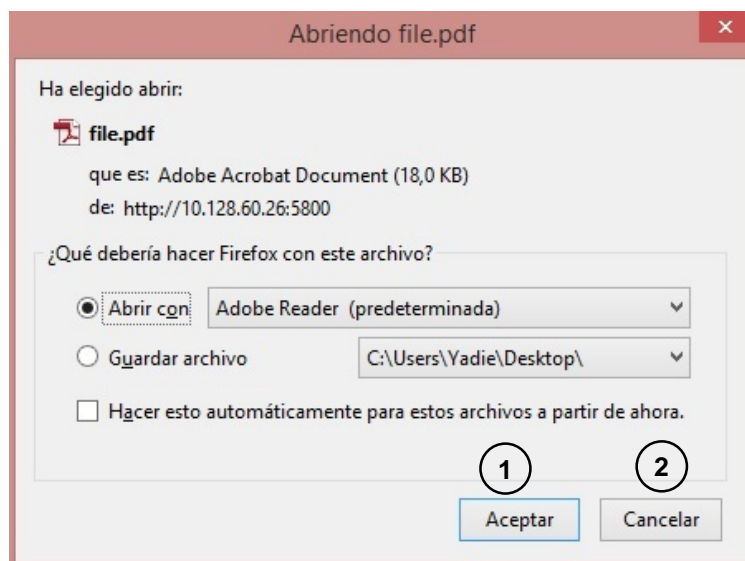 Abriendo file.pdf
Ha elegido abrir:
file.pdf
que es: Adobe Acrobat Document (18,0 KB)
de: http://10.128.60.26:5800
¿Qué debería hacer Firefox con este archivo?
Abrir con Adobe Reader (predeterminada)
Guardar archivo C:\Users\Yadie\Desktop\
Hacer esto automáticamente para estos archivos a partir de ahora.
1 2
Aceptar Cancelar